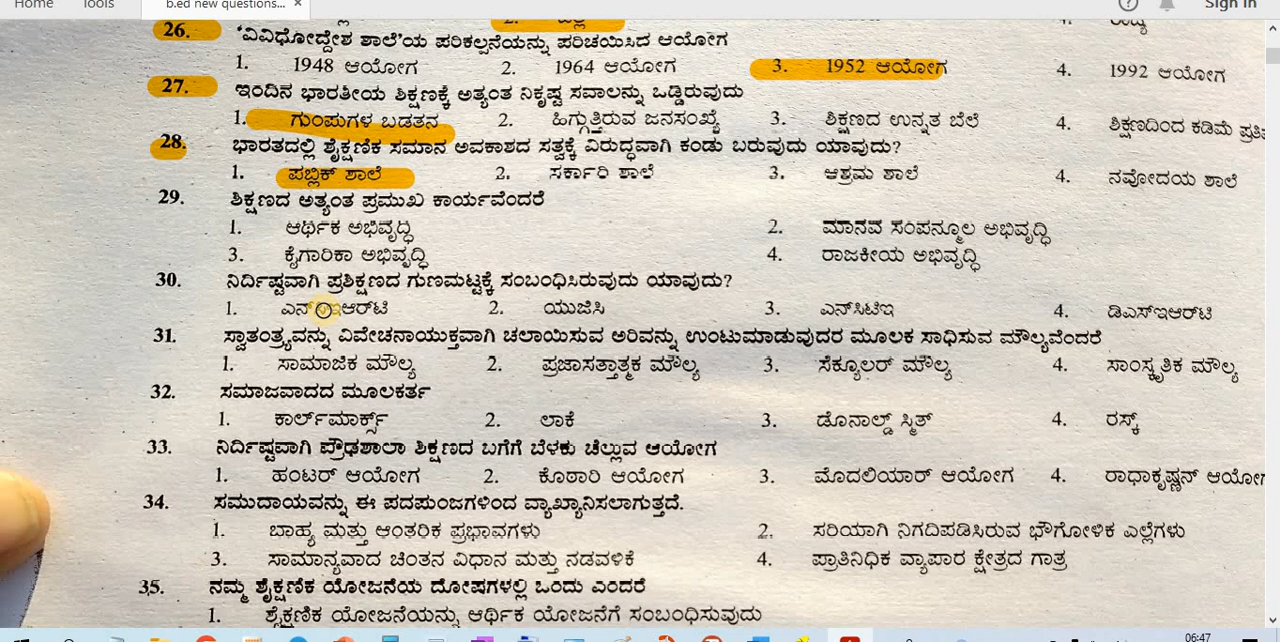 Home Tools b.ed new questions... × Sign In
26. 'ವಿವಿಧೋದ್ದೇಶ ಶಾಲೆ'ಯ ಪರಿಕಲ್ಪನೆಯನ್ನು ಪರಿಚಯಿಸಿದ ಆಯೋಗ
1. 1948 ಆಯೋಗ 2. 1964 ಆಯೋಗ 3. 1952 ಆಯೋಗ 4. 1992 ಆಯೋಗ
27. ಇಂದಿನ ಭಾರತೀಯ ಶಿಕ್ಷಣಕ್ಕೆ ಅತ್ಯಂತ ನಿಕೃಷ್ಟ ಸವಾಲನ್ನು ಒಡ್ಡಿರುವುದು
1. ಗುಂಪುಗಳ ಬಡತನ 2. ಹಿಗ್ಗುತ್ತಿರುವ ಜನಸಂಖ್ಯೆ 3. ಶಿಕ್ಷಣದ ಉನ್ನತ ಬೆಲೆ 4. ಶಿಕ್ಷಣದಿಂದ ಕಡಿಮೆ
28. ಭಾರತದಲ್ಲಿ ಶೈಕ್ಷಣಿಕ ಸಮಾನ ಅವಕಾಶದ ಸತ್ವಕ್ಕೆ ವಿರುದ್ಧವಾಗಿ ಕಂಡು ಬರುವುದು ಯಾವುದು?
1. ಪಬ್ಲಿಕ್ ಶಾಲೆ 2. ಸರ್ಕಾರಿ ಶಾಲೆ 3. ಆಶ್ರಮ ಶಾಲೆ 4. ನವೋದಯ ಶಾಲೆ
29. ಶಿಕ್ಷಣದ ಅತ್ಯಂತ ಪ್ರಮುಖ ಕಾರ್ಯವೆಂದರೆ
1. ಆರ್ಥಿಕ ಅಭಿವೃದ್ಧಿ 2. ಮಾನವ ಸಂಪನ್ಮೂಲ ಅಭಿವೃದ್ಧಿ
3. ಕೈಗಾರಿಕಾ ಅಭಿವೃದ್ಧಿ 4. ರಾಜಕೀಯ ಅಭಿವೃದ್ಧಿ
30. ನಿರ್ದಿಷ್ಟವಾಗಿ ಪ್ರಶಿಕ್ಷಣದ ಗುಣಮಟ್ಟಕ್ಕೆ ಸಂಬಂಧಿಸಿರುವುದು ಯಾವುದು?
1. 2. ಯುಜಿಸಿ 3. ಎನ್‌ಸಿಟಿಇ 4. ಡಿಎಸ್‌ಇಆರ್‌ಟಿ
31. ಸ್ವಾತಂತ್ರ್ಯವನ್ನು ವಿವೇಚನಾಯುಕ್ತವಾಗಿ ಚಲಾಯಿಸುವ ಅರಿವನ್ನು ಉಂಟುಮಾಡುವುದರ ಮೂಲಕ ಸಾಧಿಸುವ ಮೌಲ್ಯವೆಂದರೆ
1. ಸಾಮಾಜಿಕ ಮೌಲ್ಯ 2. ಪ್ರಜಾಸತ್ತಾತ್ಮಕ ಮೌಲ್ಯ 3. ಸೆಕ್ಯೂಲರ್ ಮೌಲ್ಯ 4. ಸಾಂಸ್ಕೃತಿಕ ಮೌಲ್ಯ
32. ಸಮಾಜವಾದದ ಮೂಲಕರ್ತ
1. ಕಾರ್ಲ್‌ಮಾರ್ಕ್ಸ್ 2. ಲಾಕೆ 3. ಡೊನಾಲ್ಡ್ ಸ್ಮಿತ್ 4. ರಸ್ಕ್
33. ನಿರ್ದಿಷ್ಟವಾಗಿ ಪ್ರೌಢಶಾಲಾ ಶಿಕ್ಷಣದ ಬಗೆಗೆ ಬೆಳಕು ಚೆಲ್ಲುವ ಆಯೋಗ
1. ಹಂಟರ್ ಆಯೋಗ 2. ಕೊಠಾರಿ ಆಯೋಗ 3. ಮೊದಲಿಯಾರ್ ಆಯೋಗ 4. ರಾಧಾಕೃಷ್ಣನ್
34. ಸಮುದಾಯವನ್ನು ಈ ಪದಪುಂಜಗಳಿಂದ ವ್ಯಾಖ್ಯಾನಿಸಲಾಗುತ್ತದೆ.
1. ಬಾಹ್ಯ ಮತ್ತು ಆಂತರಿಕ ಪ್ರಭಾವಗಳು 2. ಸರಿಯಾಗಿ ನಿಗದಿಪಡಿಸಿರುವ ಭೌಗೋಳಿಕ ಎಲ್ಲೆಗಳು
3. ಸಾಮಾನ್ಯವಾದ ಚಿಂತನ ವಿಧಾನ ಮತ್ತು ನಡವಳಿಕೆ 4. ಪ್ರಾತಿನಿಧಿಕ ವ್ಯಾಪಾರ ಕ್ಷೇತ್ರದ ಗಾತ್ರ
35. ನಮ್ಮ ಶೈಕ್ಷಣಿಕ ಯೋಜನೆಯ ದೋಷಗಳಲ್ಲಿ ಒಂದು ಎಂದರೆ
1. ಶೈಕ್ಷಣಿಕ ಯೋಜನೆಯನ್ನು ಆರ್ಥಿಕ ಯೋಜನೆಗೆ ಸಂಬಂಧಿಸುವುದು
06:47